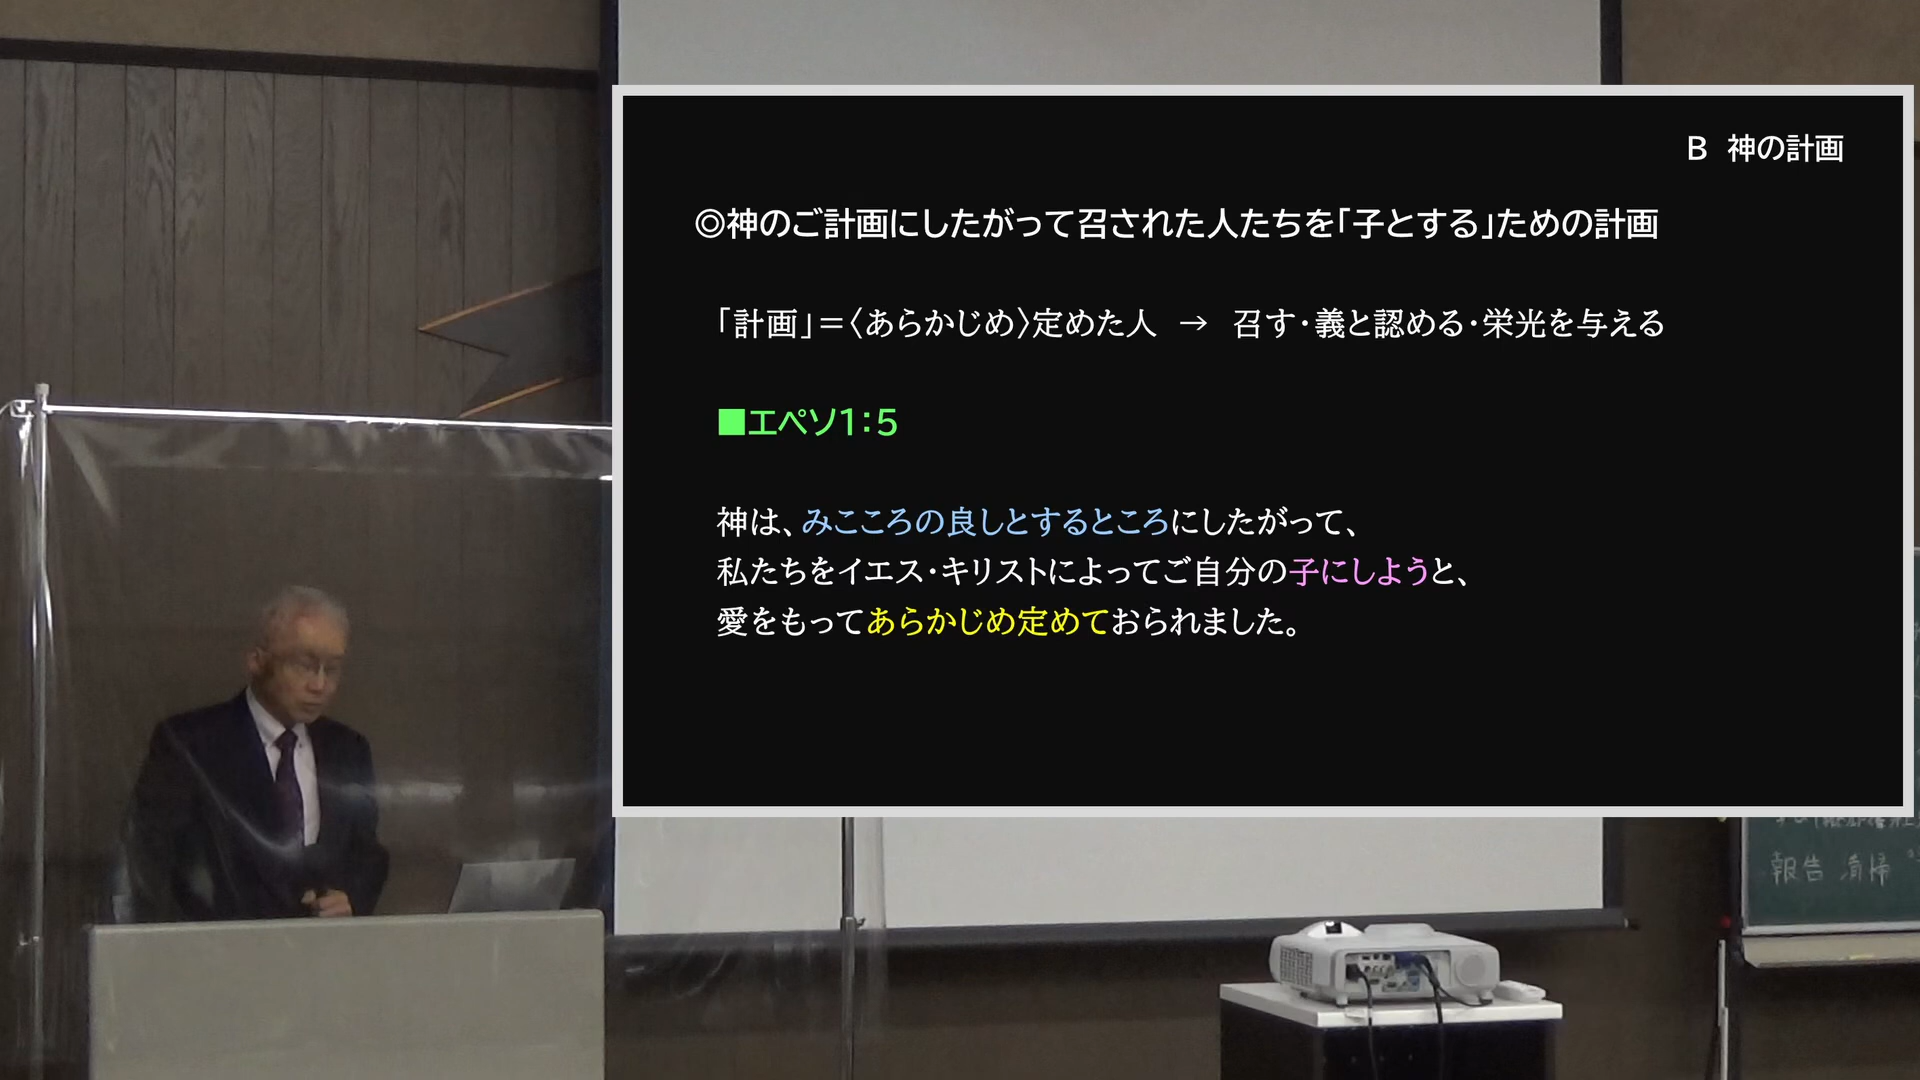 B 神の計画
◎神のご計画にしたがって召された人たちを「子とする」ための計画
「計画」＝〈あらかじめ〉定めた人 → 召す・義と認める・栄光を与える
■エペソ1：5
神は、みこころの良しとするところにしたがって、
私たちをイエス・キリストによってご自分の子にしようと、
愛をもってあらかじめ定めておられました。
報告 清掃